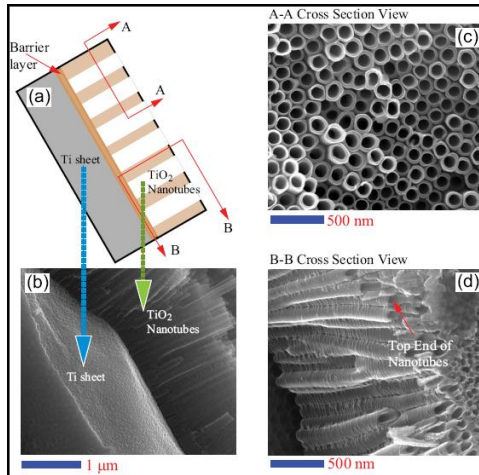 A-A Cross Section View
(c)
500 nm
Barrier
layer
A
A
(a)
Ti sheet
TiO2
Nanotubes
B
B
(b)
TiO2
Nanotubes
Ti sheet
1 μm
B-B Cross Section View
(d)
Top End of
Nanotubes
500 nm